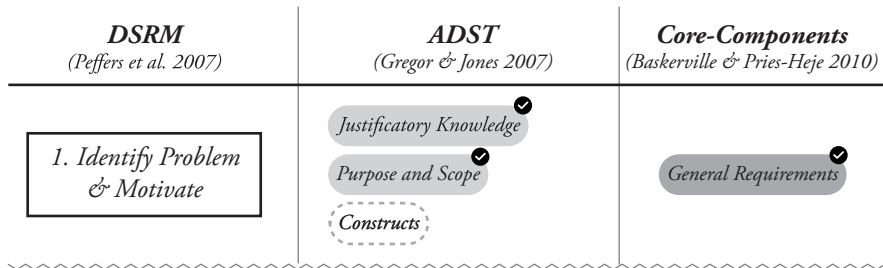 DSRM
(Peffers et al. 2007)
ADST
(Gregor & Jones 2007)
Core-Components
(Baskerville & Pries-Heje 2010)
1. Identify Problem
& Motivate
Justificatory Knowledge
Purpose and Scope
Constructs
General Requirements